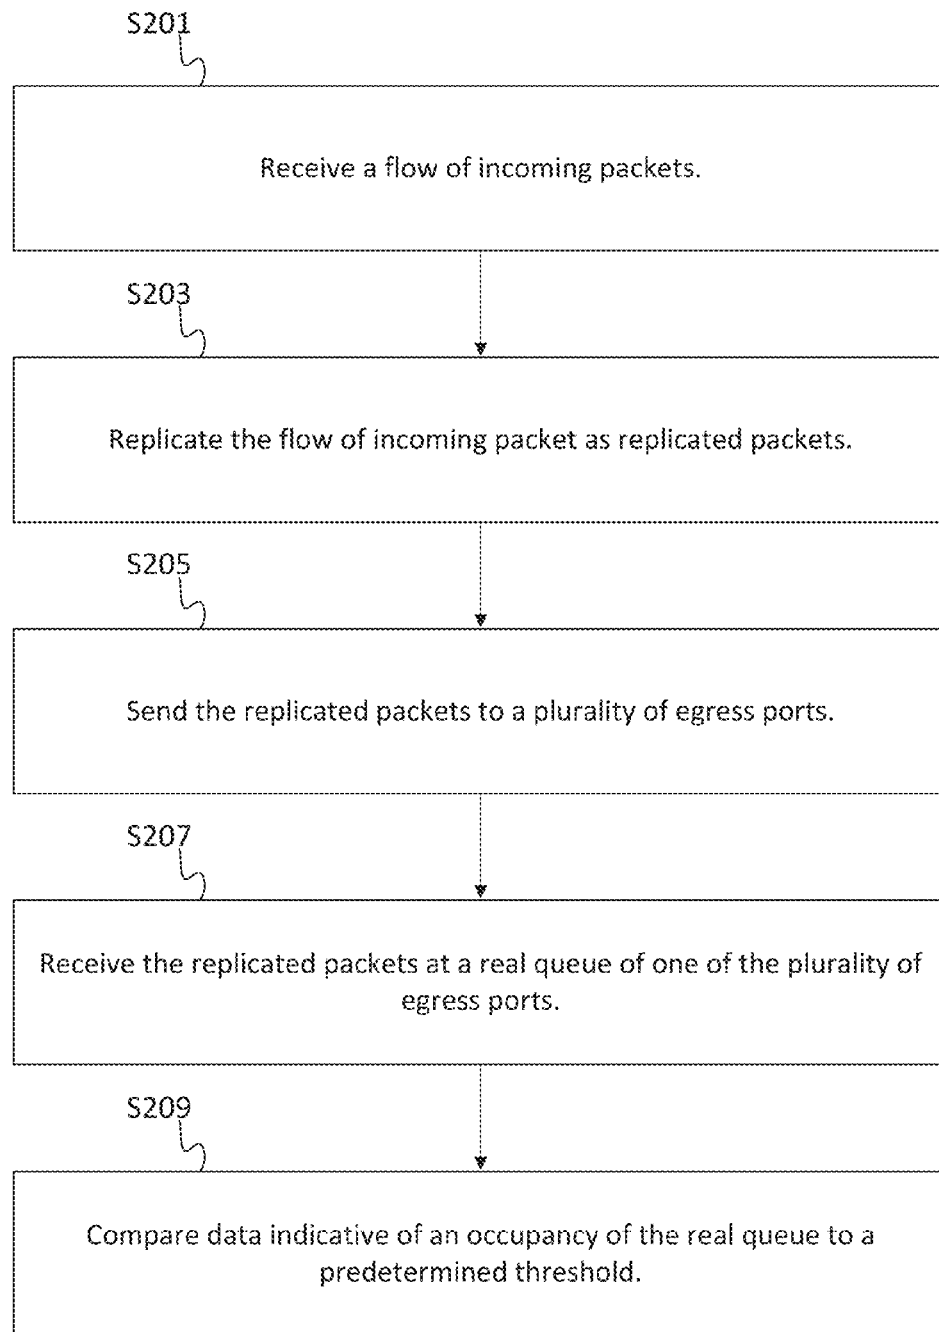 S201
Receive a flow of incoming packets.
S203
Replicate the flow of incoming packet as replicated packets.
S205
Send the replicated packets to a plurality of egress ports.
S207
Receive the replicated packets at a real queue of one of the plurality of
egress ports.
S209
Compare data indicative of an occupancy of the real queue to a
predetermined threshold.